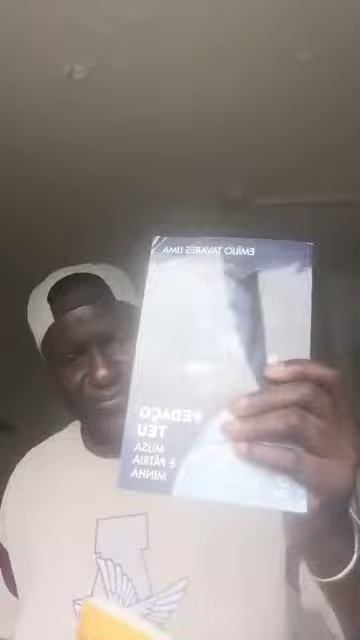 EMÍLIO TAVARES LIMA
PEDAÇO
TEU
MUSA
E PÁTRIA
MINHA